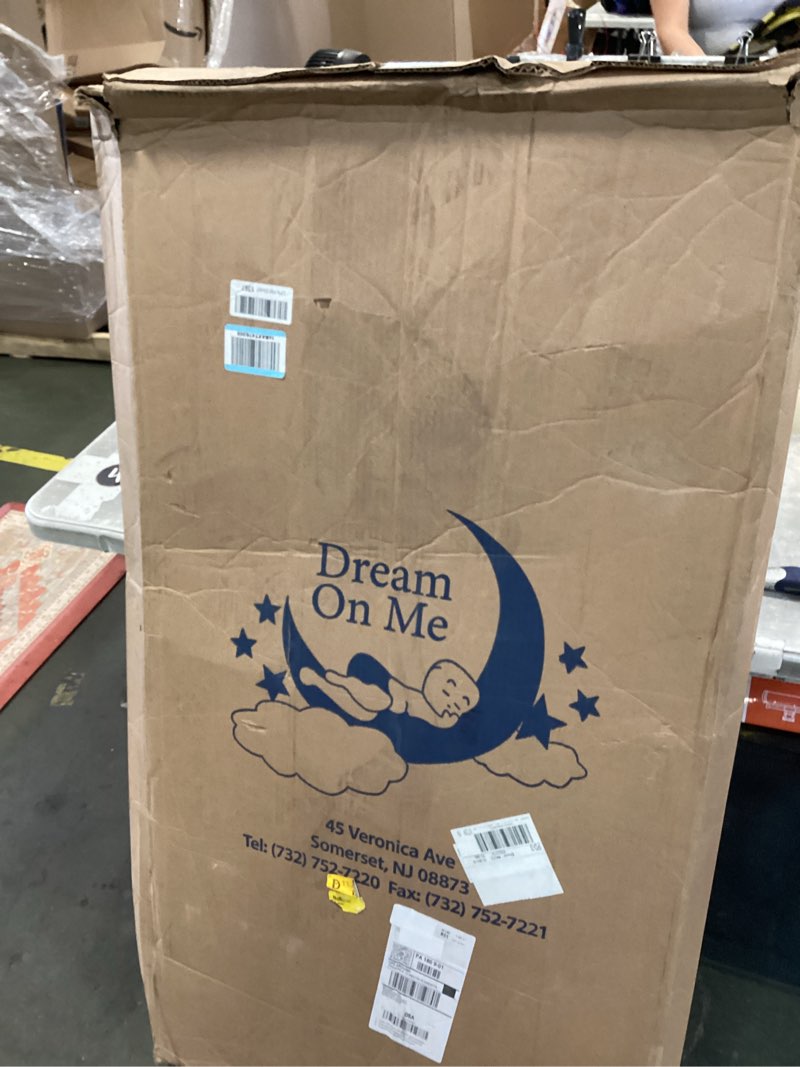 Dream
On Me
45 Veronica Ave
Somerset, NJ 08873
Tel: (732) 752-7220 Fax: (732) 752-7221